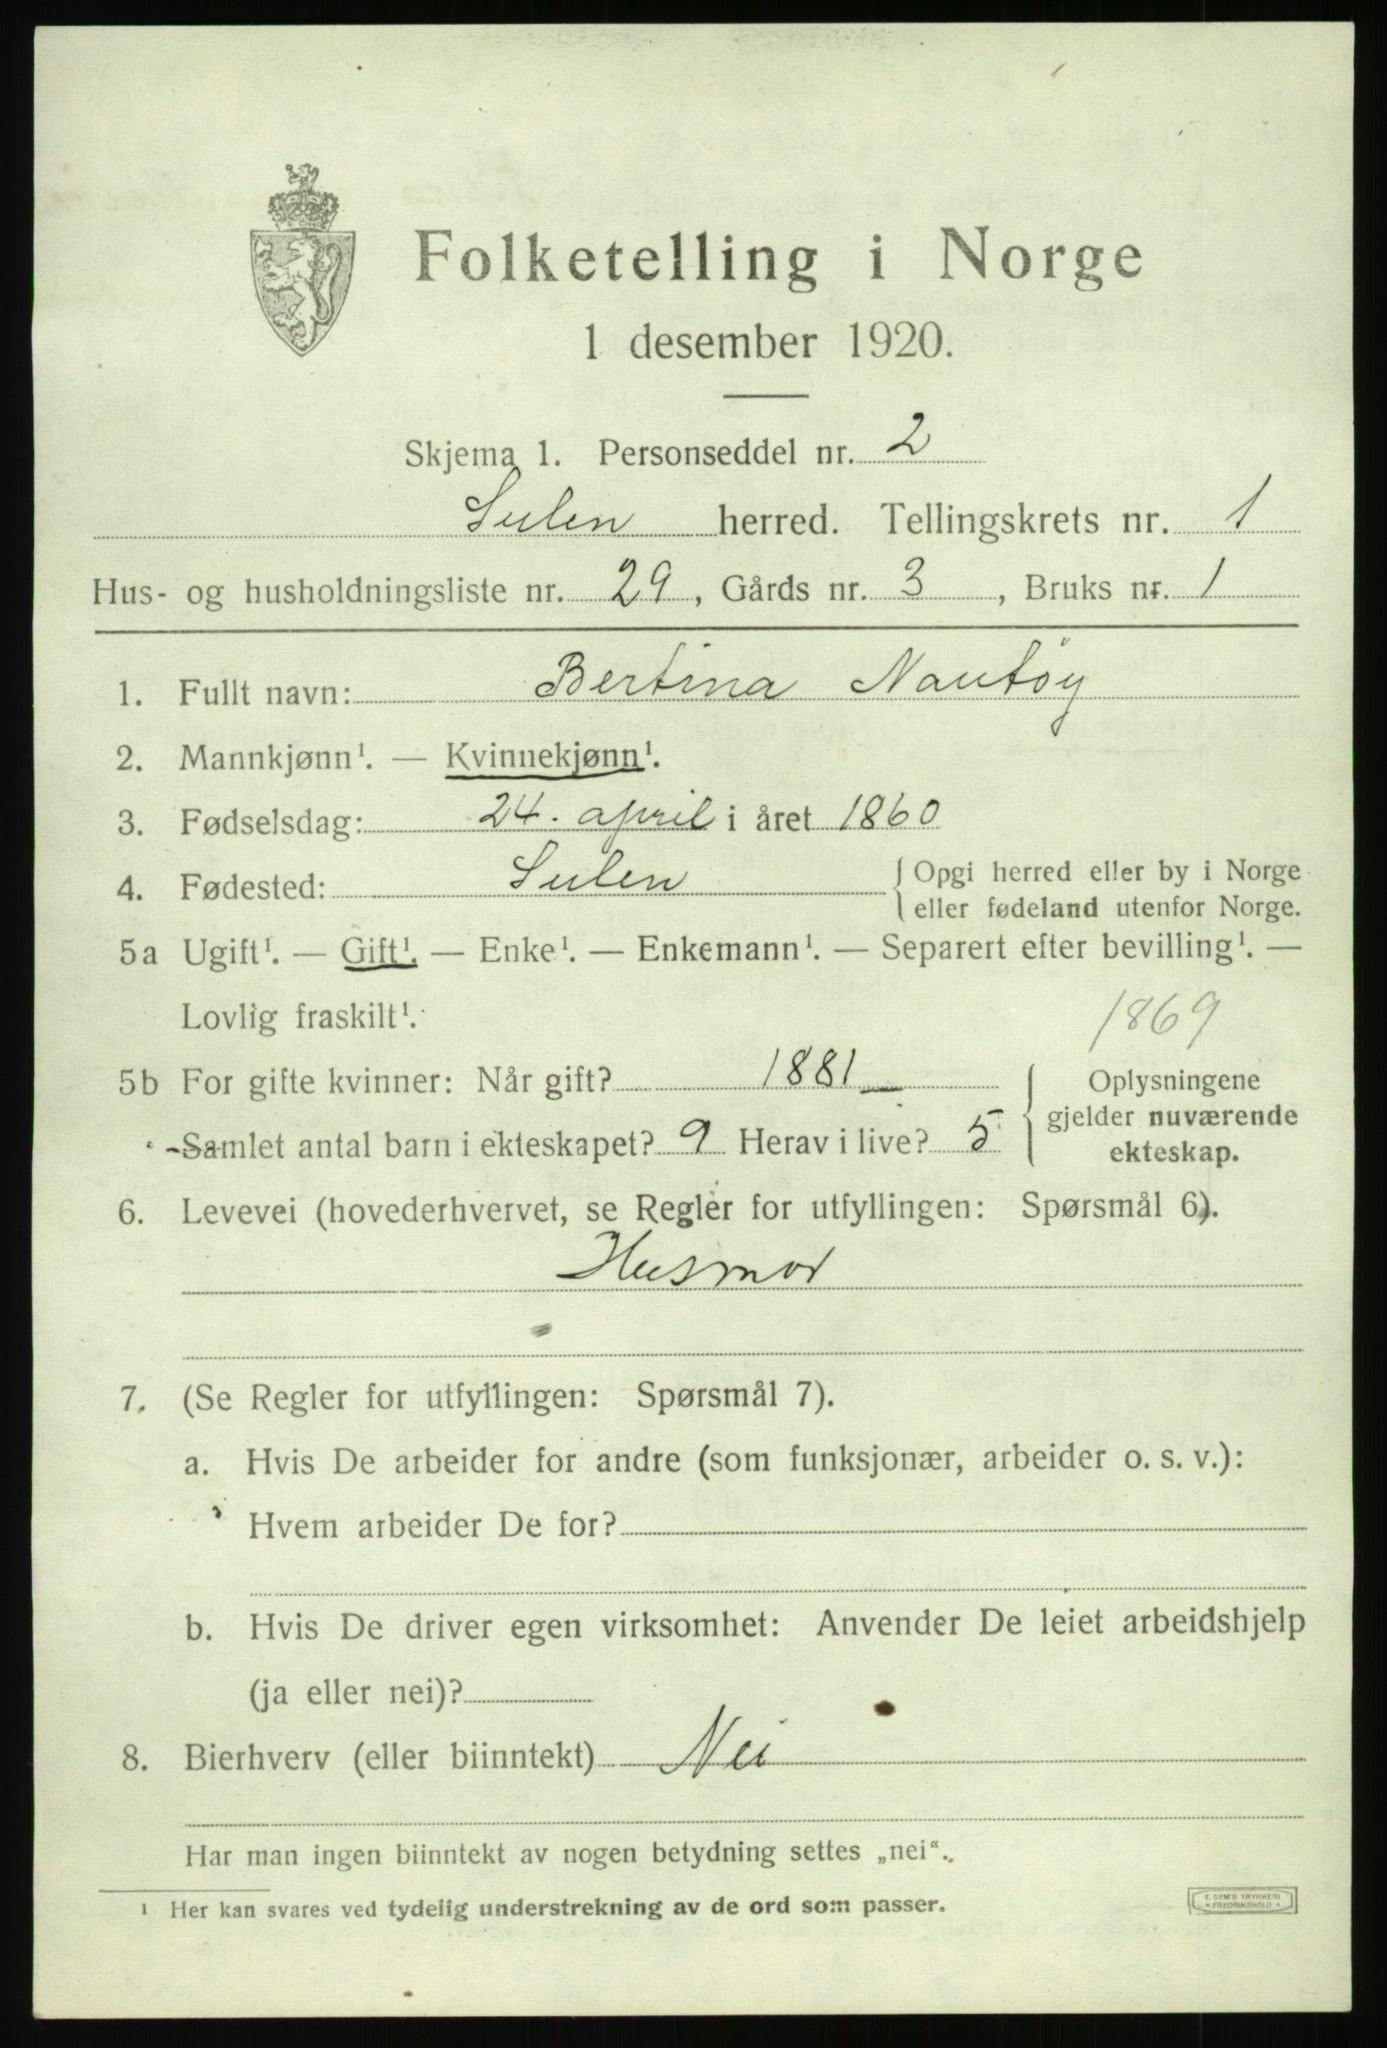 Folketelling i Norge
1 desember 1920.
Skjema 1. Personseddel nr. 2
Sulen herred. Tellingskrets nr. 1
Hus- og husholdningsliste nr. 29, Gårds nr. 3, Bruks nr. 1
1. Fullt navn: Bertina Nautøy
2. Mannkjønn¹. — Kvinnekjønn¹.
3. Fødselsdag: 24. april i året 1860
4. Fødested: Sulen { Opgi herred eller by i Norge
eller fødeland utenfor Norge.
5a Ugift¹. — Gift¹. — Enke¹. — Enkemann¹. — Separert efter bevilling¹. —
Lovlig fraskilt¹. 1869
5b For gifte kvinner: Når gift? 1881 Oplysningene
gjelder nuværende
Samlet antal barn i ekteskapet? 9 Herav i live? 5 ekteskap.
6. Levevei (hovederhvervet, se Regler for utfyllingen: Spørsmål 6).
Husmor
7. (Se Regler for utfyllingen: Spørsmål 7).
a. Hvis De arbeider for andre (som funksjonær, arbeider o. s. v.):
Hvem arbeider De for?
b. Hvis De driver egen virksomhet: Anvender De leiet arbeidshjelp
(ja eller nei)?
8. Bierhverv (eller biinntekt) Nei
Har man ingen biinntekt av nogen betydning settes „nei“.
¹ Her kan svares ved tydelig understrekning av de ord som passer.
E. SEM'S TRYKKERI
FREDRIKSHALD